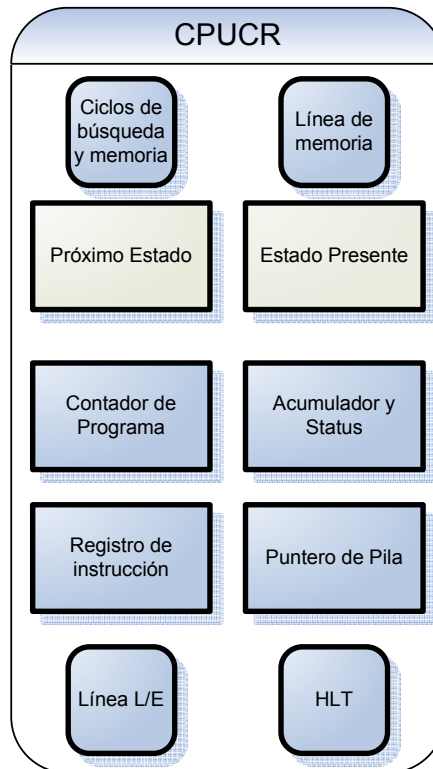 CPUCR
Ciclos de
búsqueda
y memoria
Línea de
memoria
Próximo Estado
Estado Presente
Contador de
Programa
Acumulador y
Status
Registro de
instrucción
Puntero de Pila
Línea L/E
HLT